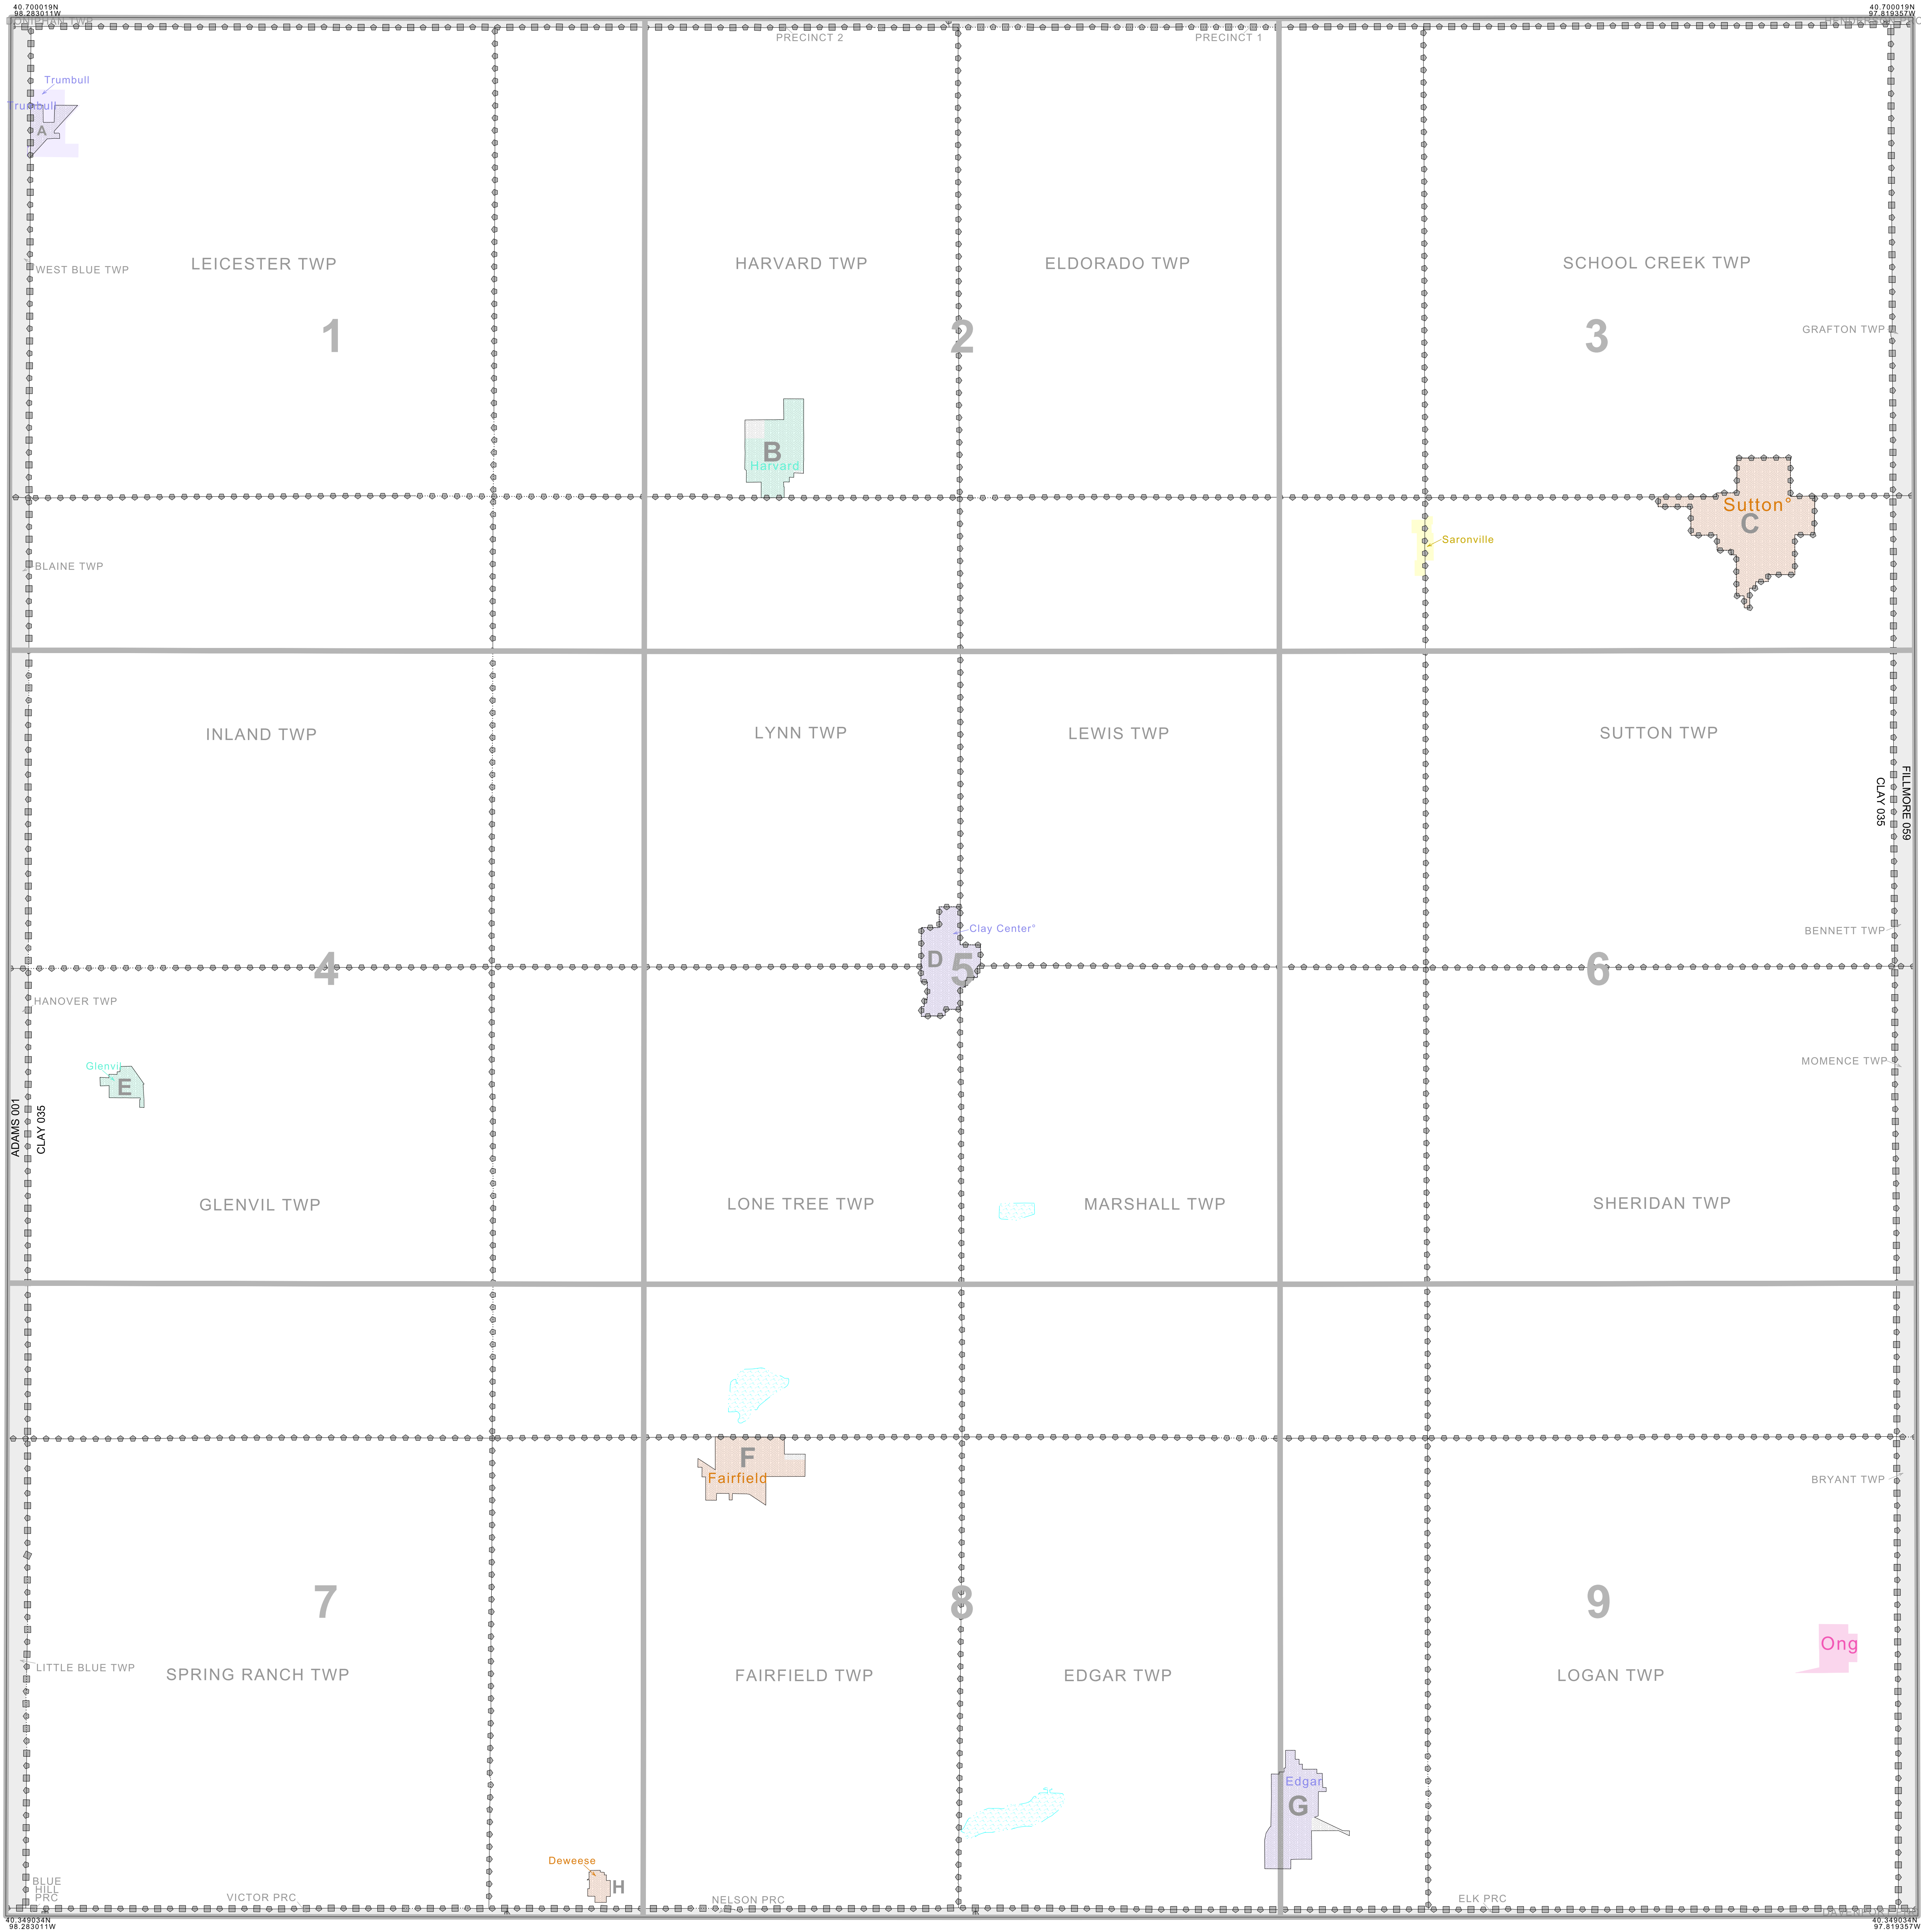 40.700019N
98.283011W
40.700019N
97.819357W
DONIPHAN TWP
PRECINCT 2
PRECINCT 1
Trumbull
Trumbull
A
WEST BLUE TWP
LEICESTER TWP
HARVARD TWP
ELDORADO TWP
SCHOOL CREEK TWP
GRAFTON TWP
1
2
3
B
Harvard
Sutton°
C
Saronville
BLAINE TWP
INLAND TWP
LYNN TWP
LEWIS TWP
SUTTON TWP
CLAY 035
FILLMORE 059
Clay Center°
BENNETT TWP
D
4
5
6
HANOVER TWP
MOMENCE TWP
Glenvil
E
ADAMS 001
CLAY 035
GLENVIL TWP
LONE TREE TWP
MARSHALL TWP
SHERIDAN TWP
F
Fairfield
BRYANT TWP
7
8
9
Ong
LITTLE BLUE TWP
SPRING RANCH TWP
FAIRFIELD TWP
EDGAR TWP
LOGAN TWP
Edgar
G
Deweese
H
BLUE
HILL
PRC
VICTOR PRC
NELSON PRC
ELK PRC
40.349034N
98.283011W
40.349034N
97.819357W